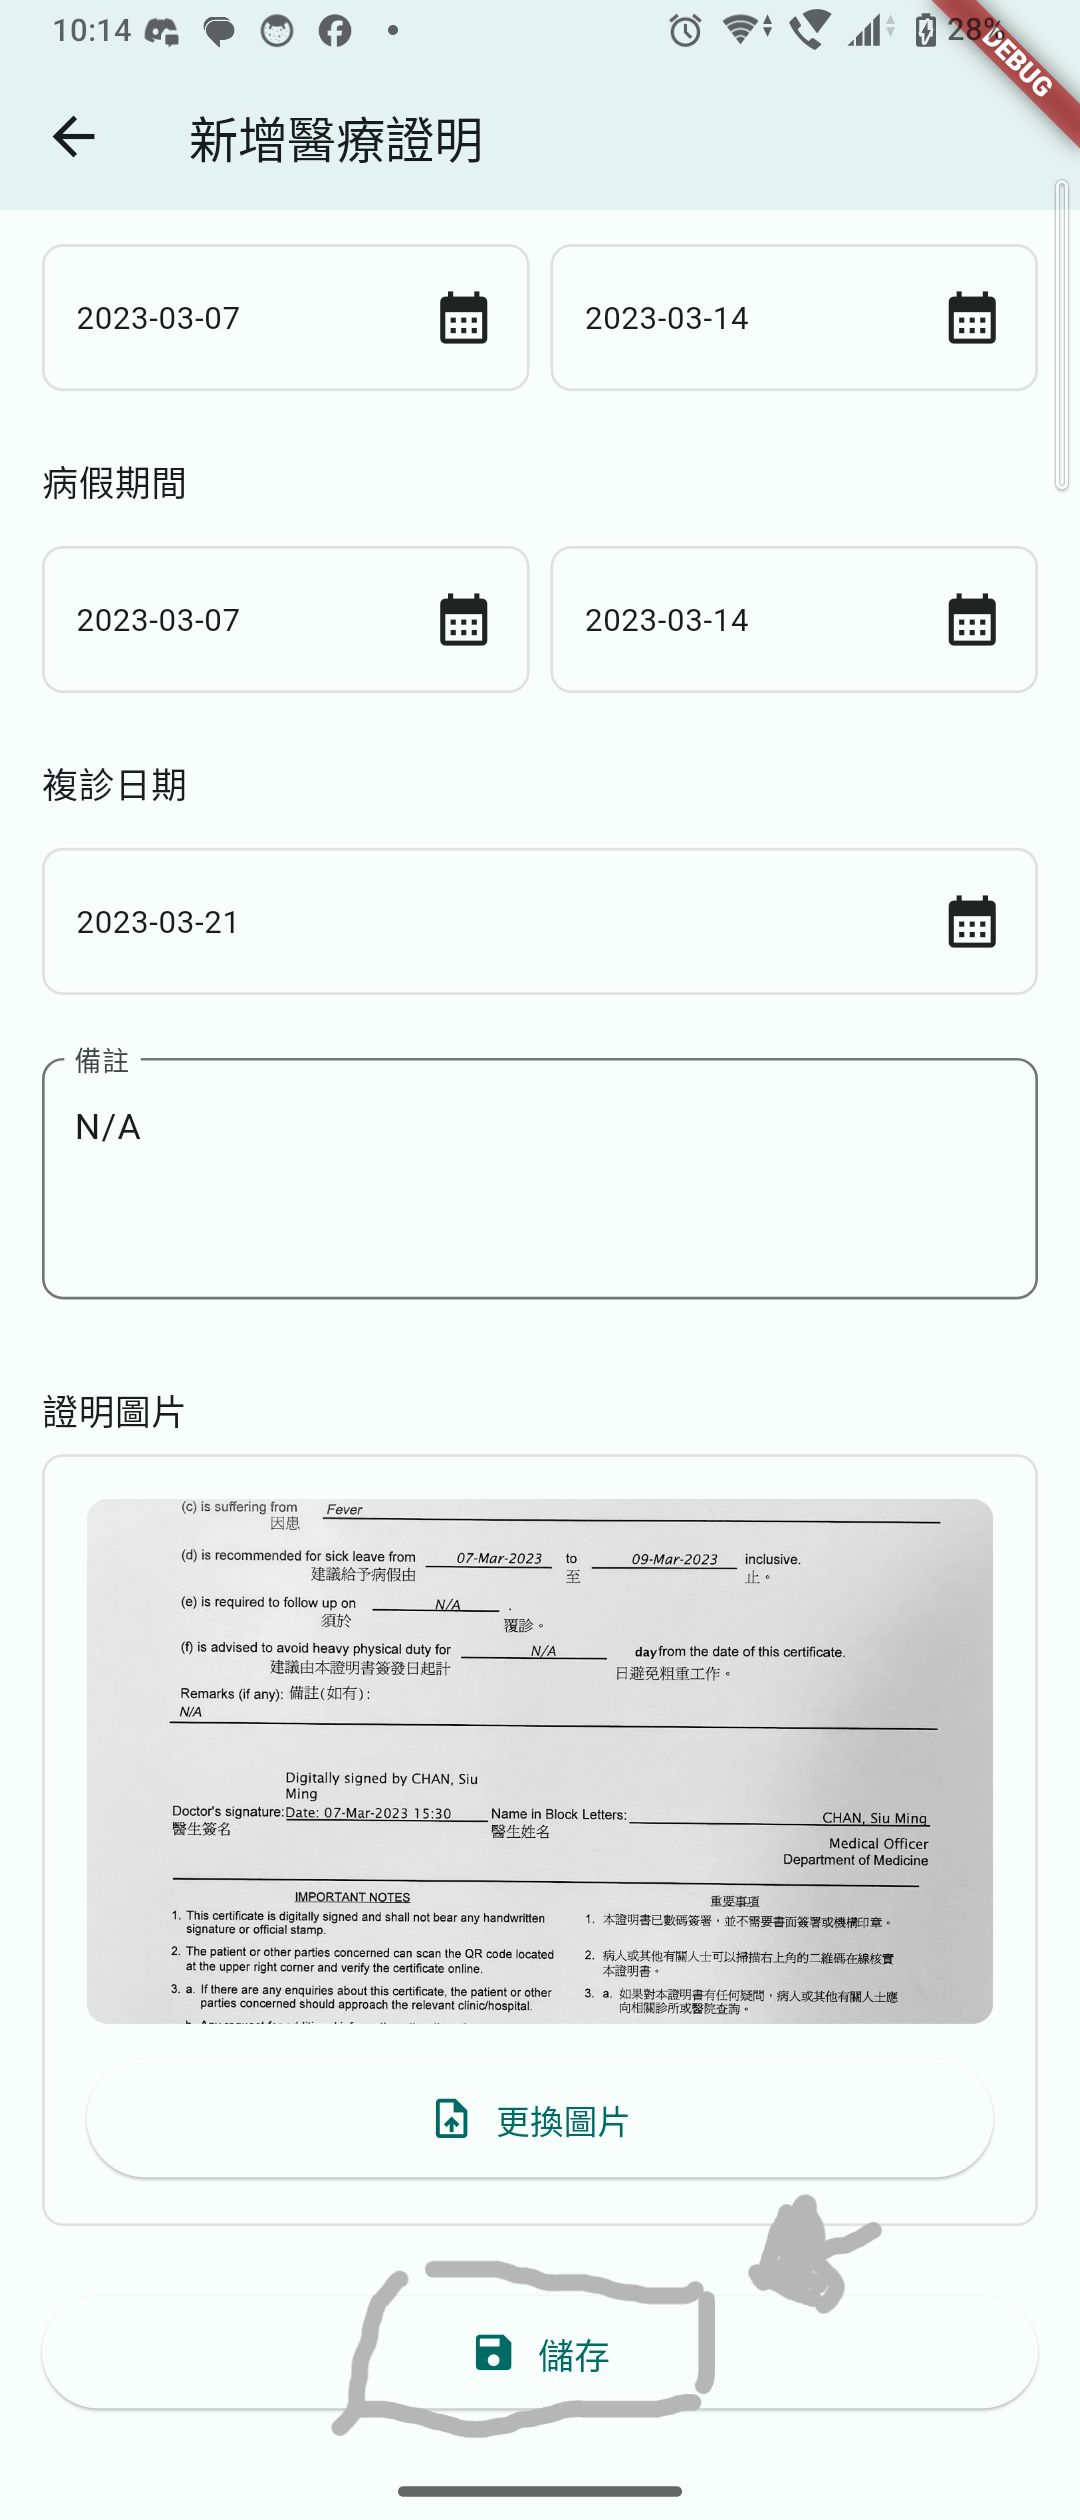 10:14
28%
DEBUG
新增醫療證明
2023-03-07
2023-03-14
病假期間
2023-03-07
2023-03-14
複診日期
2023-03-21
備註
N/A
證明圖片
(c) is suffering from Fever
因患
(d) is recommended for sick leave from 07-Mar-2023 to 09-Mar-2023 inclusive.
建議給予病假由 至 止。
(e) is required to follow up on N/A .
須於 覆診。
(f) is advised to avoid heavy physical duty for N/A day from the date of this certificate.
建議由本證明書簽發日起計 日避免粗重工作。
Remarks (if any): 備註(如有):
N/A
Digitally signed by CHAN, Siu
Ming
Doctor's signature: Date: 07-Mar-2023 15:30 Name in Block Letters: CHAN, Siu Ming
醫生簽名 醫生姓名
Medical Officer
Department of Medicine
IMPORTANT NOTES
1. This certificate is digitally signed and shall not bear any handwritten
signature or official stamp.
2. The patient or other parties concerned can scan the QR code located
at the upper right corner and verify the certificate online.
3. a. If there are any enquiries about this certificate, the patient or other
parties concerned should approach the relevant clinic/hospital.
重要事項
1. 本證明書已數碼簽署，並不需要書面簽署或機構印章。
2. 病人或其他有關人士可以掃描右上角的二維碼在線核實
本證明書。
3. a. 如果對本證明書有任何疑問，病人或其他有關人士應
向相關診所或醫院查詢。
更換圖片
儲存